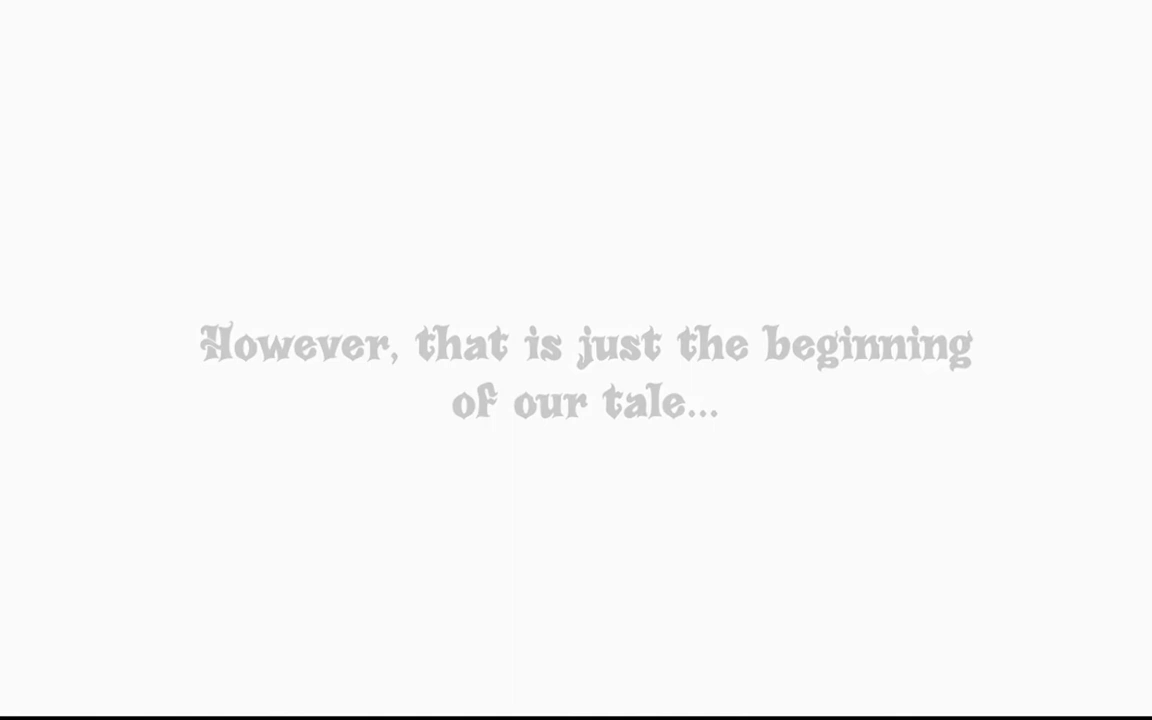 However, that is just the beginning
of our tale...